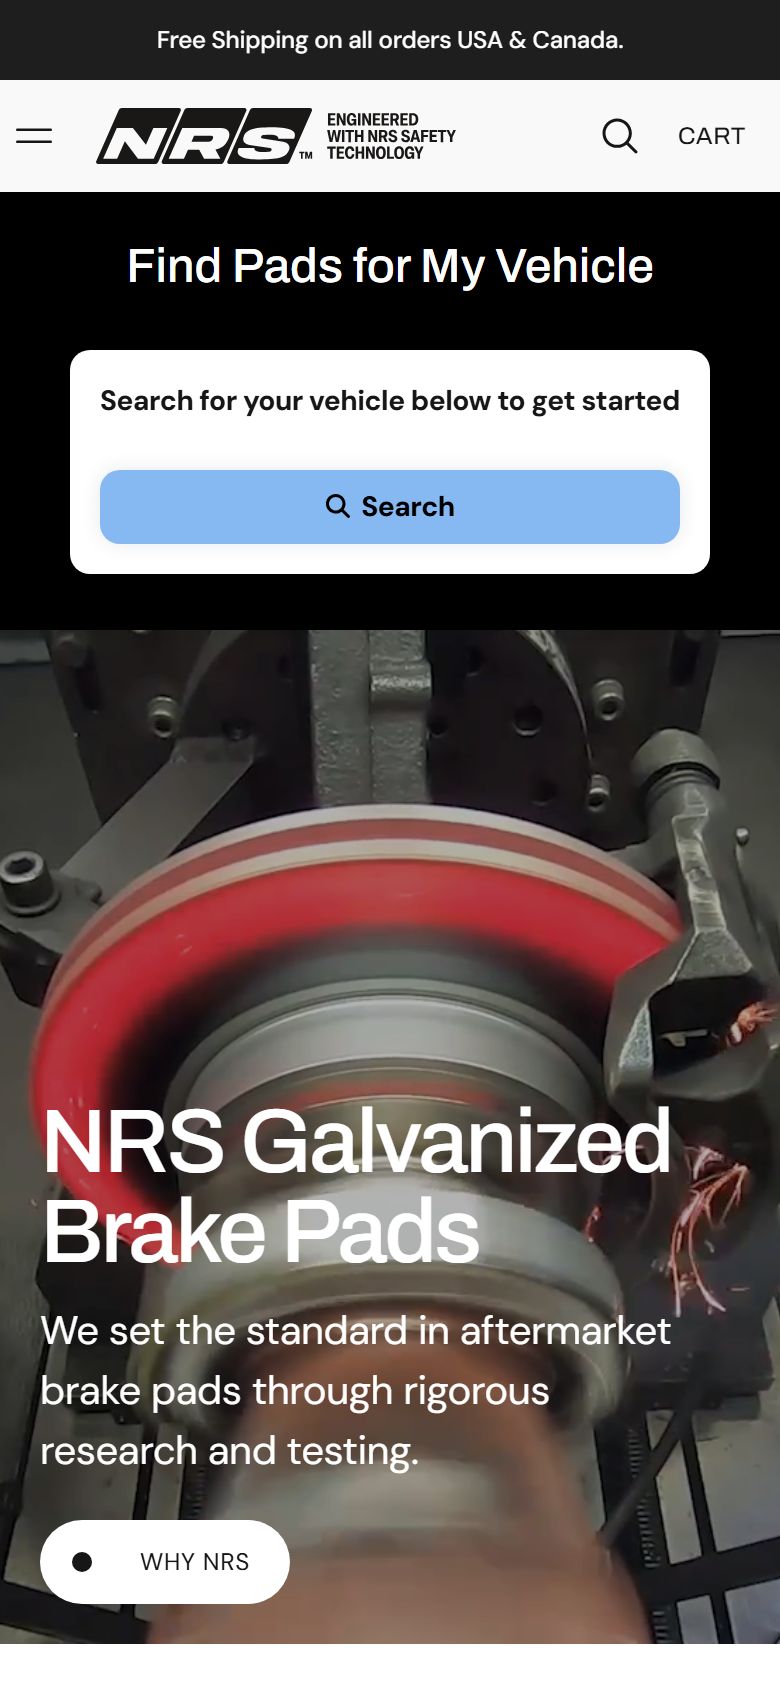 Free Shipping on all orders USA & Canada.
NRS™
ENGINEERED
WITH NRS SAFETY
TECHNOLOGY
CART
Find Pads for My Vehicle
Search for your vehicle below to get started
Search
NRS Galvanized
Brake Pads
We set the standard in aftermarket
brake pads through rigorous
research and testing.
WHY NRS